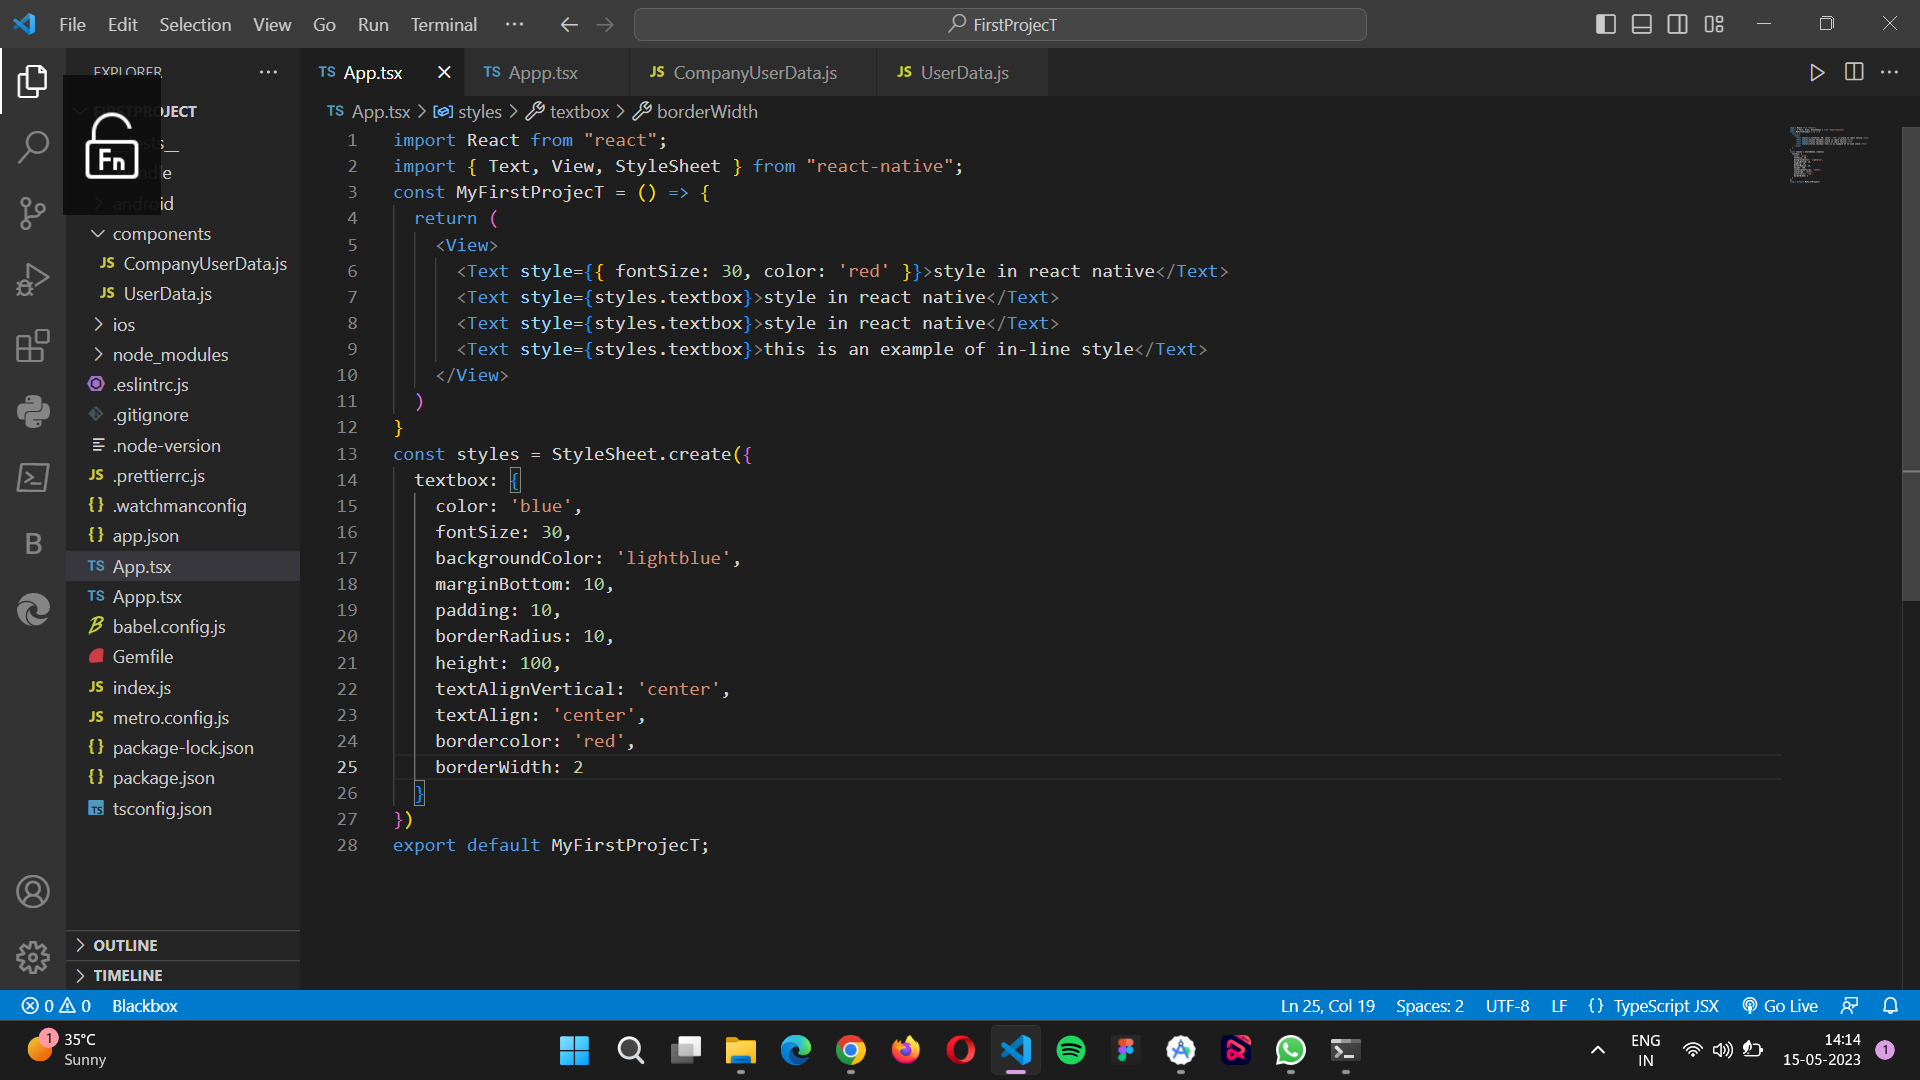 File Edit Selection View Go Run Terminal ··· FirstProjecT
EXPLORER ···
TS App.tsx TS Appp.tsx JS CompanyUserData.js JS UserData.js
TS App.tsx > styles > textbox > borderWidth
components
JS CompanyUserData.js
JS UserData.js
ios
node_modules
.eslintrc.js
.gitignore
.node-version
JS .prettierrc.js
{} .watchmanconfig
{} app.json
TS App.tsx
TS Appp.tsx
babel.config.js
Gemfile
JS index.js
JS metro.config.js
{} package-lock.json
{} package.json
TS tsconfig.json
OUTLINE
TIMELINE
Fn
B
1 import React from "react";
2 import { Text, View, StyleSheet } from "react-native";
3 const MyFirstProjecT = () => {
4 return (
5 <View>
6 <Text style={{ fontSize: 30, color: 'red' }}>style in react native</Text>
7 <Text style={styles.textbox}>style in react native</Text>
8 <Text style={styles.textbox}>style in react native</Text>
9 <Text style={styles.textbox}>this is an example of in-line style</Text>
10 </View>
11 )
12 }
13 const styles = StyleSheet.create({
14 textbox: {
15 color: 'blue',
16 fontSize: 30,
17 backgroundColor: 'lightblue',
18 marginBottom: 10,
19 padding: 10,
20 borderRadius: 10,
21 height: 100,
22 textAlignVertical: 'center',
23 textAlign: 'center',
24 bordercolor: 'red',
25 borderWidth: 2
26 }
27 })
28 export default MyFirstProjecT;
0 0 Blackbox Ln 25, Col 19 Spaces: 2 UTF-8 LF {} TypeScript JSX Go Live
1 35°C
Sunny
ENG
IN
14:14
15-05-2023
1